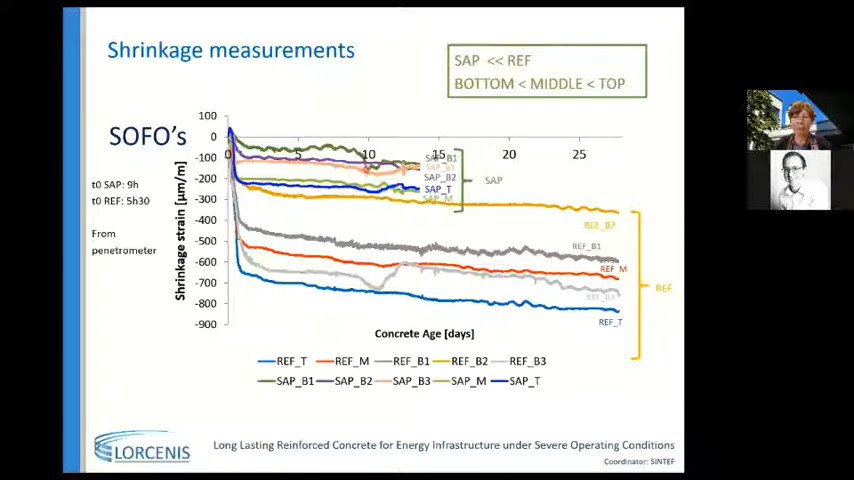 Shrinkage measurements
SAP << REF
BOTTOM < MIDDLE < TOP
SOFO's
t0 SAP: 9h
t0 REF: 5h30
From
penetrometer
Shrinkage strain [µm/m]
100
0
-100
-200
-300
-400
-500
-600
-700
-800
-900
0
5
10
15
20
25
SAP_B1
SAP_B3
SAP_B2
SAP_T
SAP_M
SAP
REF_B2
REF_B1
REF_M
REF_B3
REF_T
REF
Concrete Age [days]
REF_T REF_M REF_B1 REF_B2 REF_B3
SAP_B1 SAP_B2 SAP_B3 SAP_M SAP_T
LORCENIS
Long Lasting Reinforced Concrete for Energy Infrastructure under Severe Operating Conditions
Coordinator: SINTEF